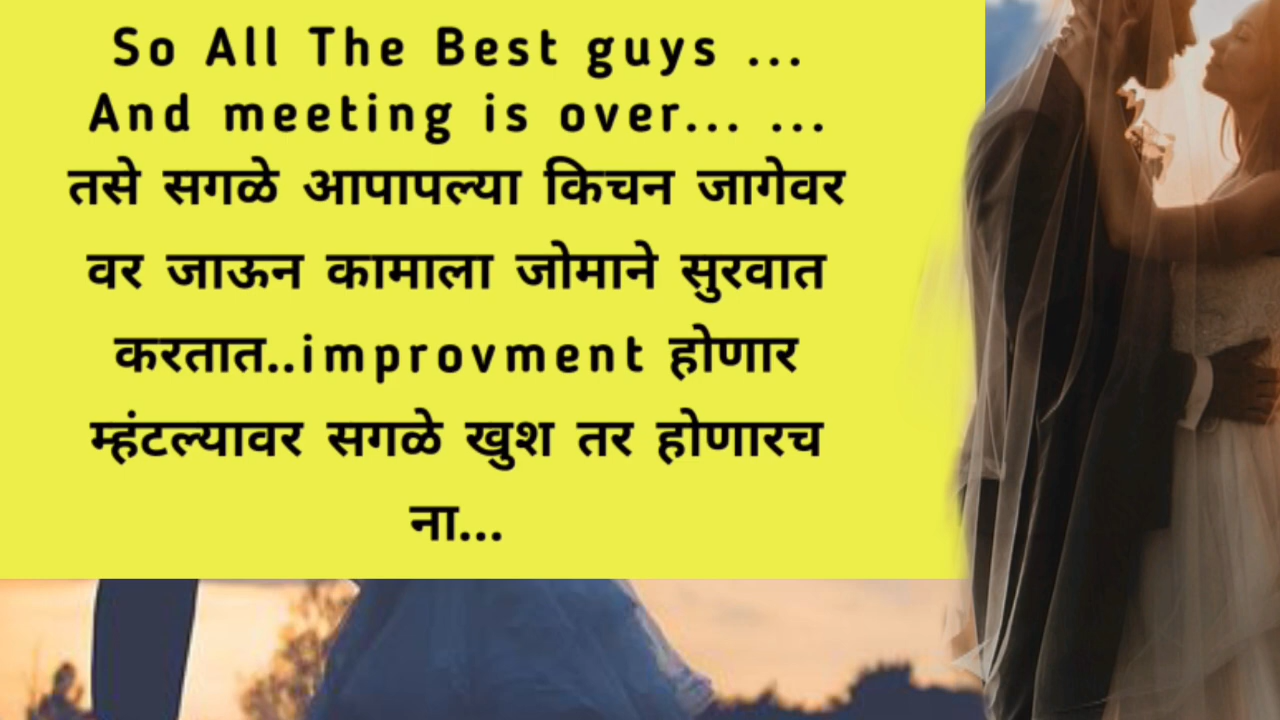 So All The Best guys ...
And meeting is over... ...
तसे सगळे आपापल्या किचन जागेवर
वर जाऊन कामाला जोमाने सुरवात
करतात..improvment होणार
म्हंटल्यावर सगळे खुश तर होणारच
ना...